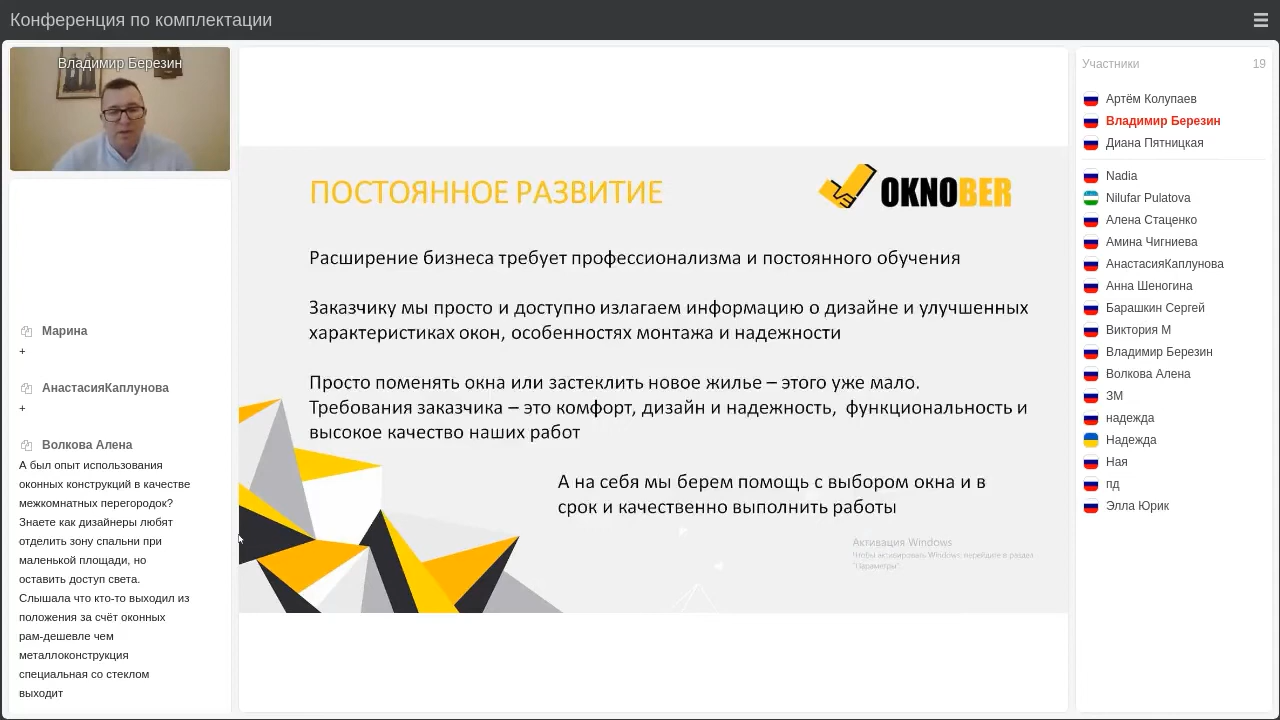 Конференция по комплектации
Владимир Березин
Марина
+
АнастасияКаплунова
+
Волкова Алена
А был опыт использования
оконных конструкций в качестве
межкомнатных перегородок?
Знаете как дизайнеры любят
отделить зону спальни при
маленькой площади, но
оставить доступ света.
Слышала что кто-то выходил из
положения за счёт оконных
рам-дешевле чем
металлоконструкция
специальная со стеклом
выходит
ПОСТОЯННОЕ РАЗВИТИЕ
OKNOBER
Расширение бизнеса требует профессионализма и постоянного обучения
Заказчику мы просто и доступно излагаем информацию о дизайне и улучшенных
характеристиках окон, особенностях монтажа и надежности
Просто поменять окна или застеклить новое жилье – этого уже мало.
Требования заказчика – это комфорт, дизайн и надежность, функциональность и
высокое качество наших работ
А на себя мы берем помощь с выбором окна и в
срок и качественно выполнить работы
Активация Windows
Чтобы активировать Windows, перейдите в раздел
"Параметры"
Участники 19
Артём Колупаев
Владимир Березин
Диана Пятницкая
Nadia
Nilufar Pulatova
Алена Стаценко
Амина Чигниева
АнастасияКаплунова
Анна Шеногина
Барашкин Сергей
Виктория М
Владимир Березин
Волкова Алена
ЗМ
надежда
Надежда
Ная
пд
Элла Юрик